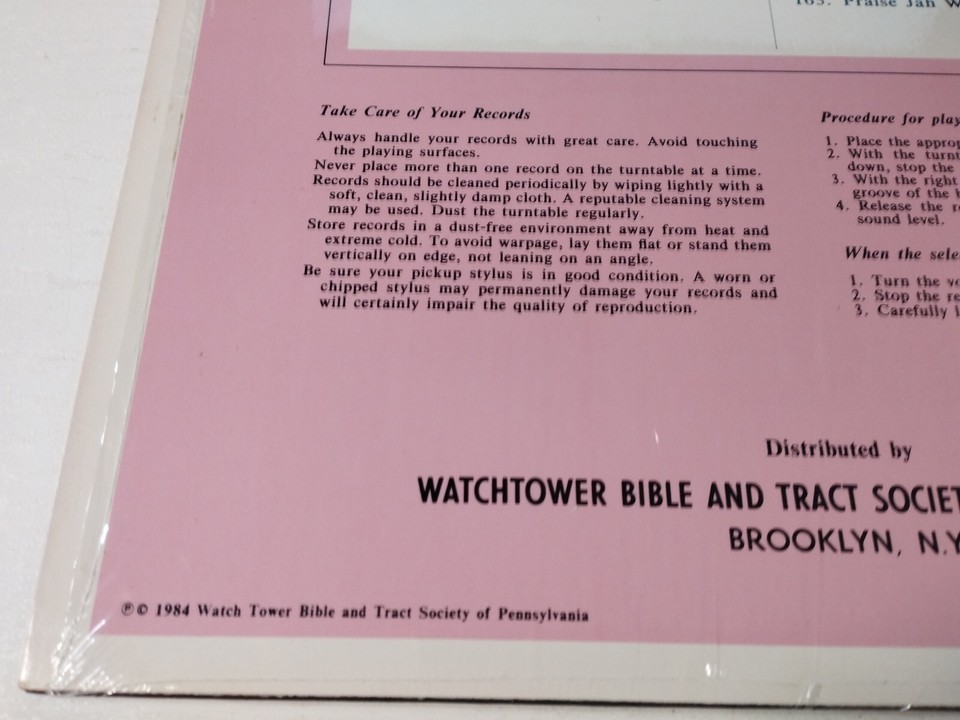 165. Praise Jah
Take Care of Your Records
Always handle your records with great care. Avoid touching
the playing surfaces.
Never place more than one record on the turntable at a time.
Records should be cleaned periodically by wiping lightly with a
soft, clean, slightly damp cloth. A reputable cleaning system
may be used. Dust the turntable regularly.
Store records in a dust-free environment away from heat and
extreme cold. To avoid warpage, lay them flat or stand them
vertically on edge, not leaning on an angle.
Be sure your pickup stylus is in good condition. A worn or
chipped stylus may permanently damage your records and
will certainly impair the quality of reproduction.
Procedure for
1. Place the
2. With the
down, stop the
3. With the right
groove of the
4. Release the
sound level.
When the
1. Turn the
2. Stop the
3. Carefully
Distributed by
WATCHTOWER BIBLE AND TRACT
BROOKLYN, N.Y
℗© 1984 Watch Tower Bible and Tract Society of Pennsylvania